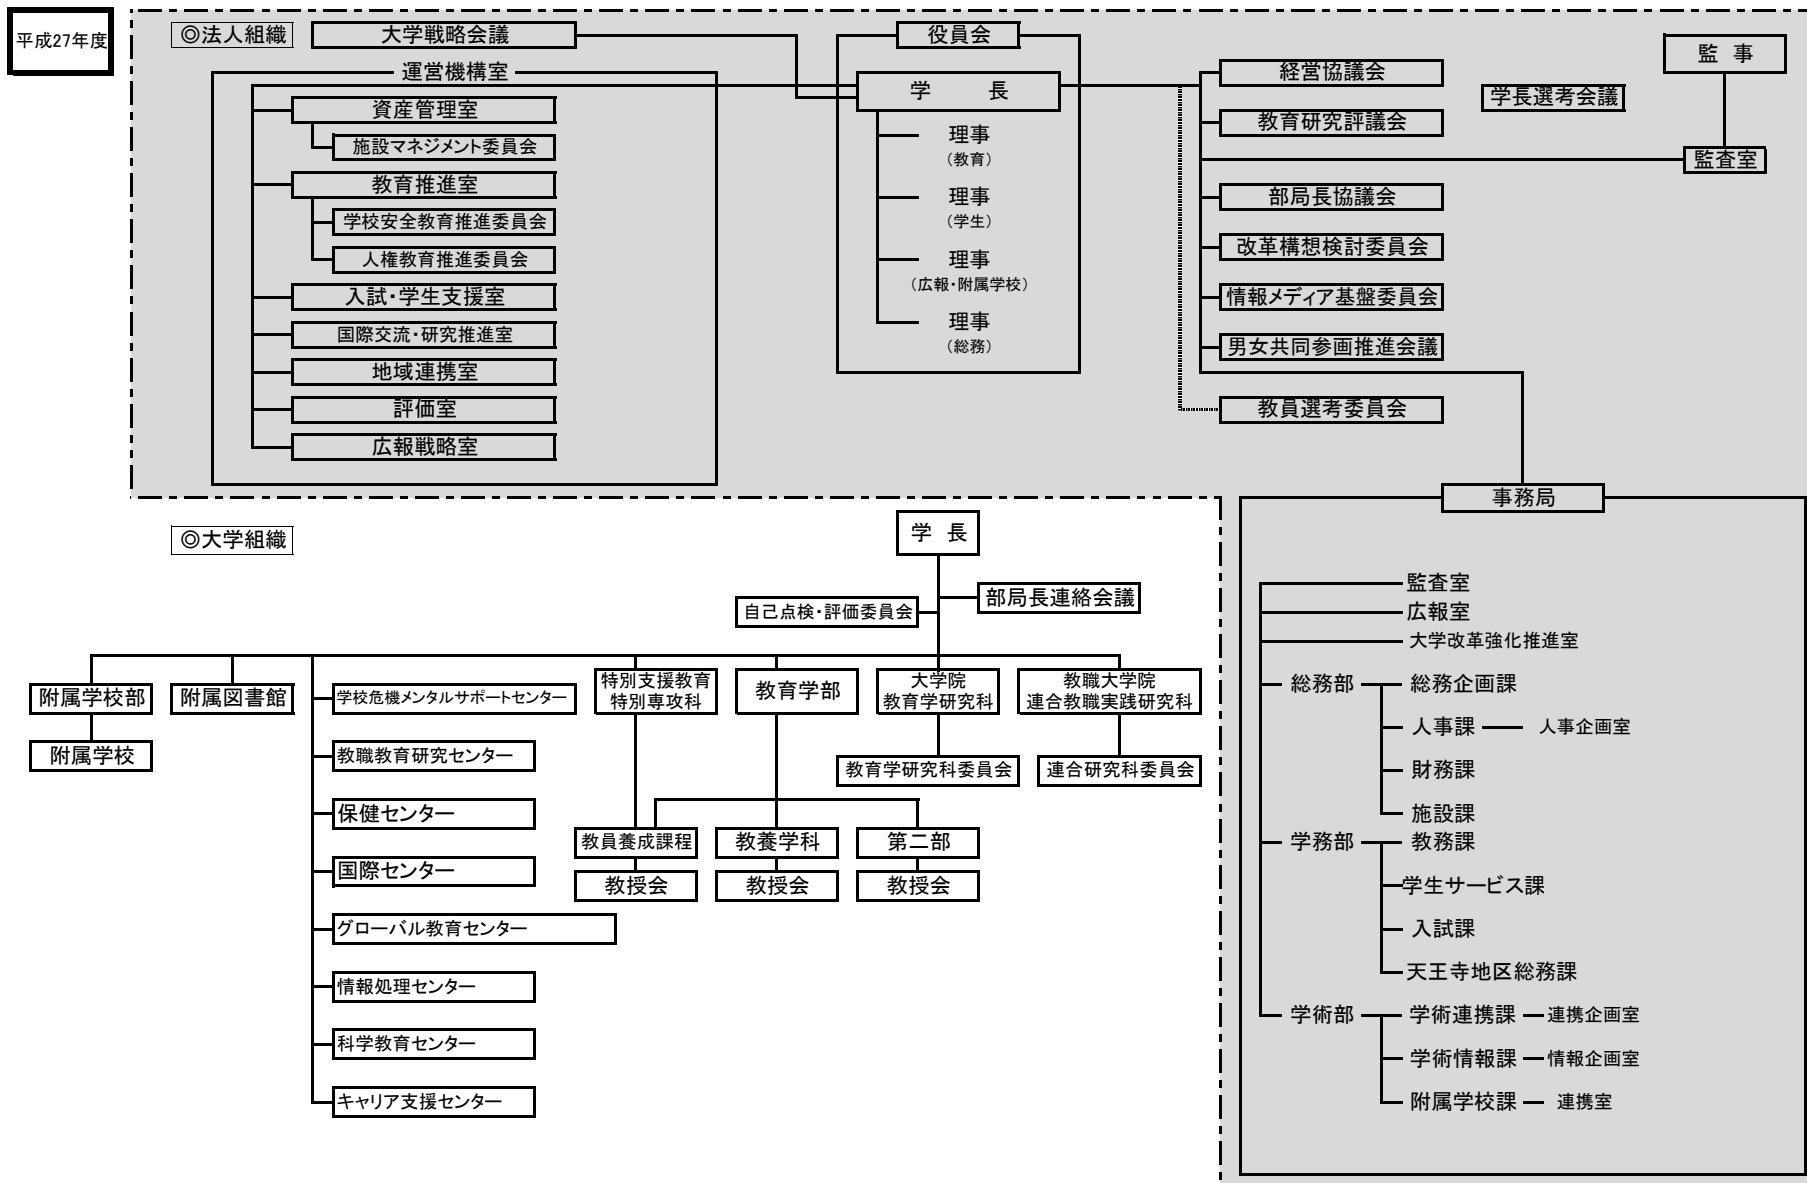 平成27年度
◎法人組織
大学戦略会議
役員会
監 事
運営機構室
学 長
資産管理室
施設マネジメント委員会
教育推進室
学校安全教育推進委員会
人権教育推進委員会
入試・学生支援室
国際交流・研究推進室
地域連携室
評価室
広報戦略室
理事
（教育）
理事
（学生）
理事
（広報・附属学校）
理事
（総務）
経営協議会
学長選考会議
教育研究評議会
監査室
部局長協議会
改革構想検討委員会
情報メディア基盤委員会
男女共同参画推進会議
教員選考委員会
◎大学組織
学 長
部局長連絡会議
自己点検・評価委員会
附属学校部
附属学校
附属図書館
学校危機メンタルサポートセンター
教職教育研究センター
保健センター
国際センター
グローバル教育センター
情報処理センター
科学教育センター
キャリア支援センター
特別支援教育
特別専攻科
教育学部
大学院
教育学研究科
教職大学院
連合教職実践研究科
教育学研究科委員会
連合研究科委員会
教員養成課程
教養学科
第二部
教授会
教授会
教授会
事務局
監査室
広報室
大学改革強化推進室
総務部
総務企画課
人事課
人事企画室
財務課
施設課
学務部
教務課
学生サービス課
入試課
天王寺地区総務課
学術部
学術連携課
連携企画室
学術情報課
情報企画室
附属学校課
連携室